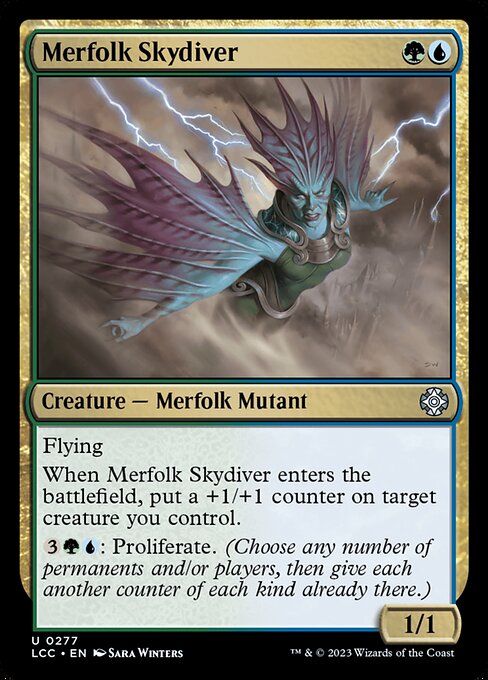 Merfolk Skydiver
Creature — Merfolk Mutant
Flying
When Merfolk Skydiver enters the
battlefield, put a +1/+1 counter on target
creature you control.
3: Proliferate. (Choose any number of
permanents and/or players, then give each
another counter of each kind already there.)
1/1
U 0277
LCC • EN Sara Winters
™ & © 2023 Wizards of the Coast
SW